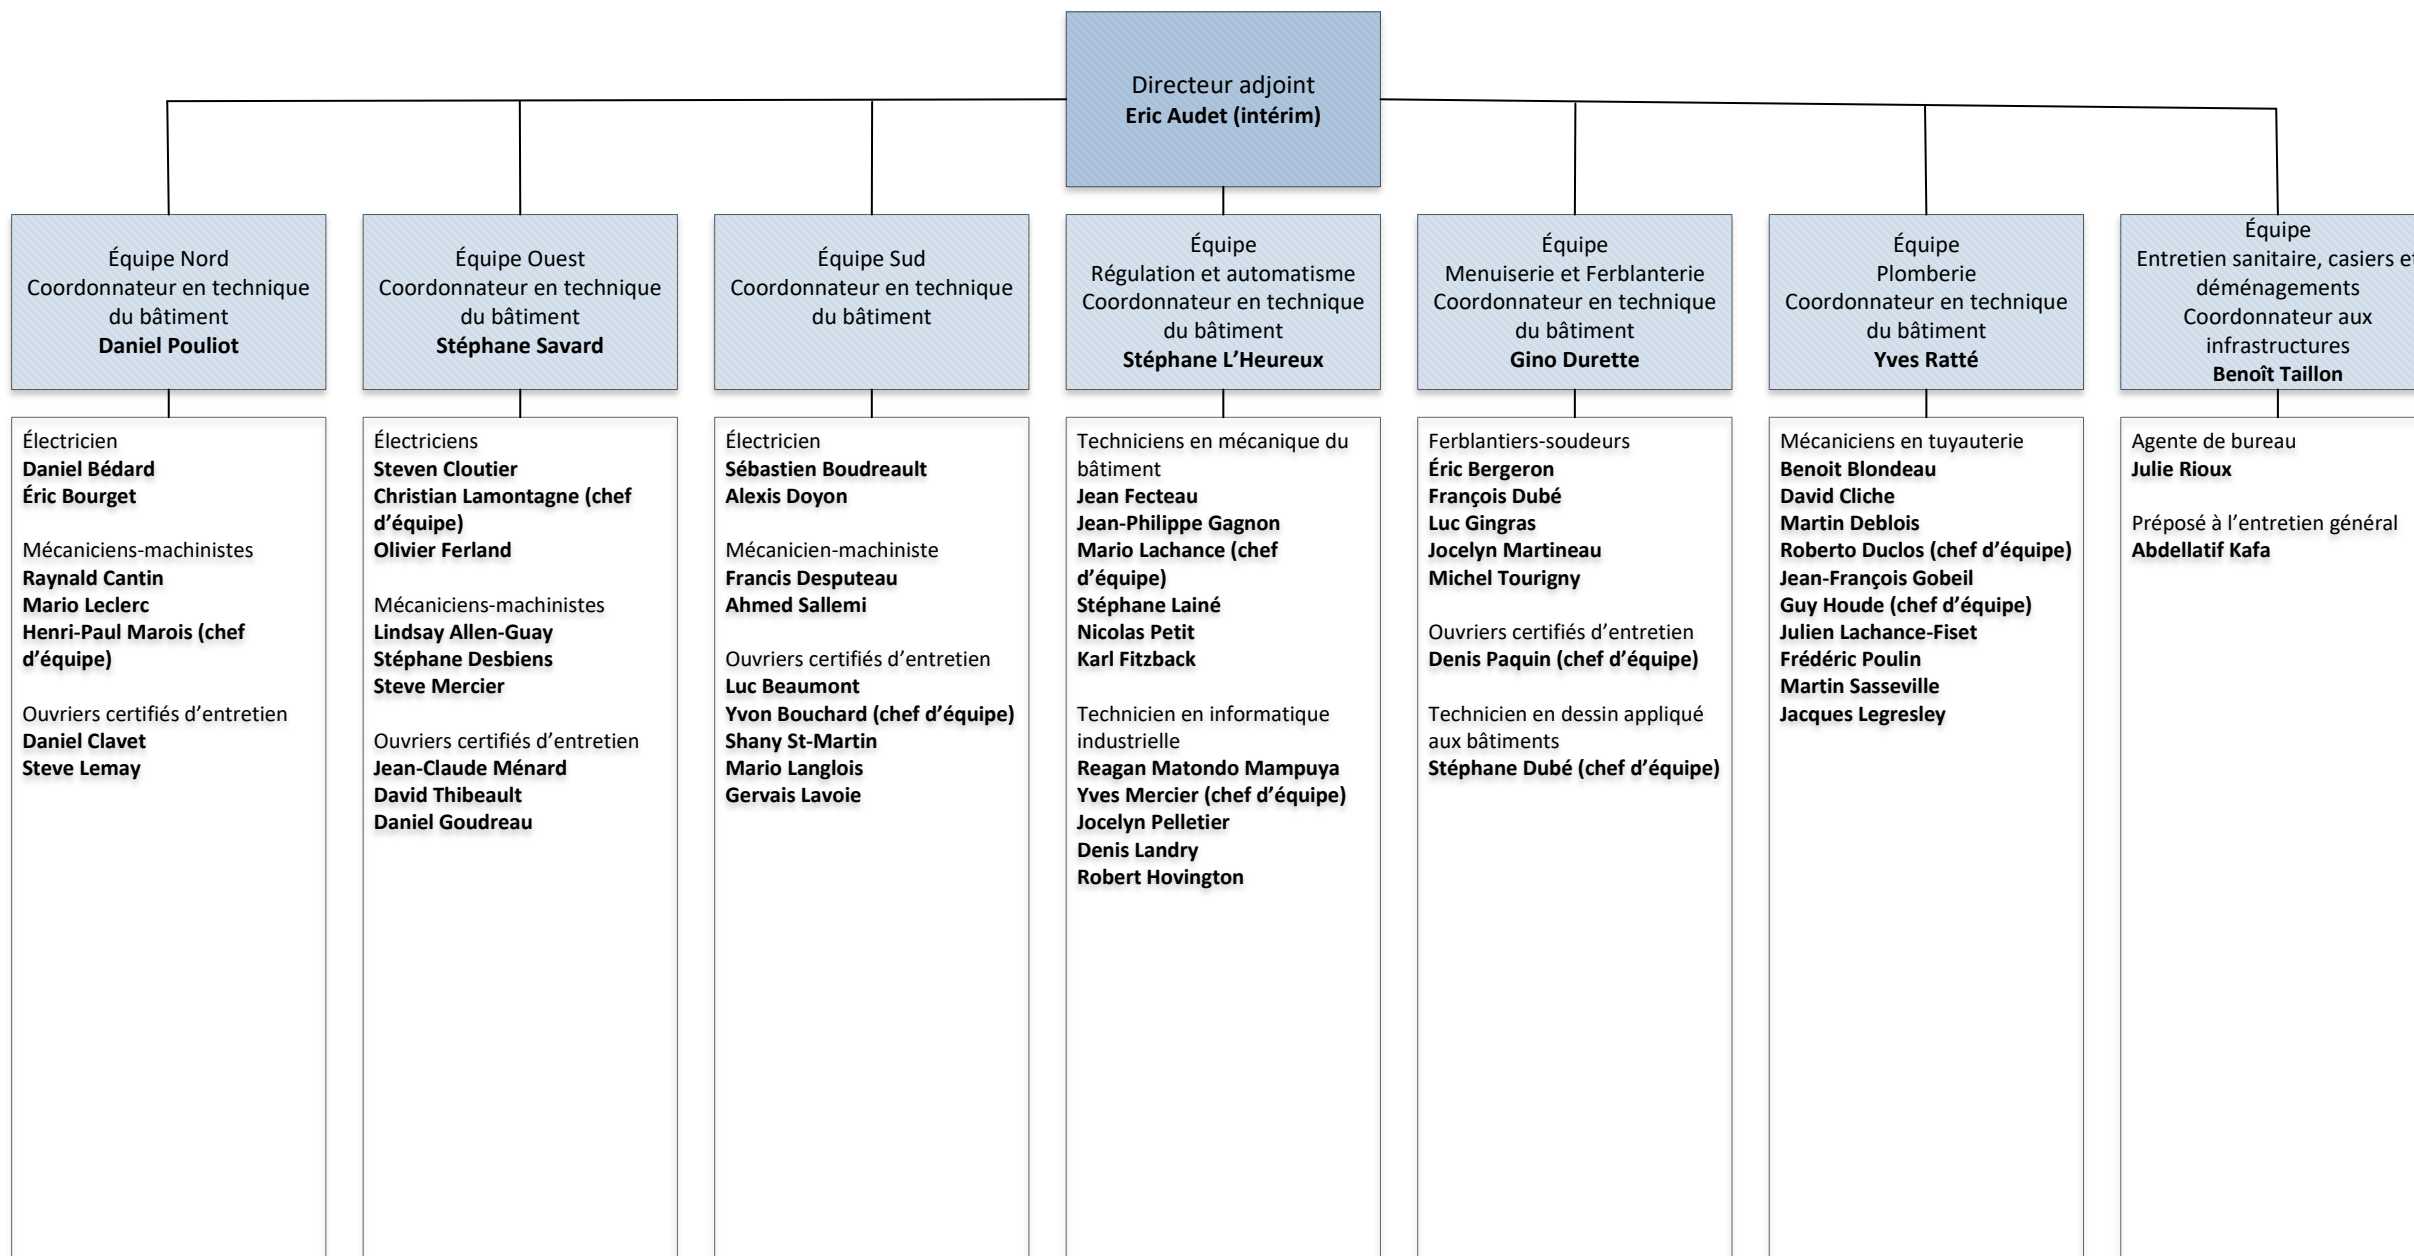 Directeur adjoint
Eric Audet (intérim)
Équipe Nord
Coordonnateur en technique
du bâtiment
Daniel Pouliot
Équipe Ouest
Coordonnateur en technique
du bâtiment
Stéphane Savard
Équipe Sud
Coordonnateur en technique
du bâtiment
Équipe
Régulation et automatisme
Coordonnateur en technique
du bâtiment
Stéphane L’Heureux
Équipe
Menuiserie et Ferblanterie
Coordonnateur en technique
du bâtiment
Gino Durette
Équipe
Plomberie
Coordonnateur en technique
du bâtiment
Yves Ratté
Équipe
Entretien sanitaire, casiers et
déménagements
Coordonnateur aux
infrastructures
Benoît Taillon
Électricien
Daniel Bédard
Éric Bourget
Mécaniciens-machinistes
Raynald Cantin
Mario Leclerc
Henri-Paul Marois (chef
d’équipe)
Ouvriers certifiés d’entretien
Daniel Clavet
Steve Lemay
Électriciens
Steven Cloutier
Christian Lamontagne (chef
d’équipe)
Olivier Ferland
Mécaniciens-machinistes
Lindsay Allen-Guay
Stéphane Desbiens
Steve Mercier
Ouvriers certifiés d’entretien
Jean-Claude Ménard
David Thibeault
Daniel Goudreau
Électricien
Sébastien Boudreault
Alexis Doyon
Mécanicien-machiniste
Francis Desputeau
Ahmed Sallemi
Ouvriers certifiés d’entretien
Luc Beaumont
Yvon Bouchard (chef d’équipe)
Shany St-Martin
Mario Langlois
Gervais Lavoie
Techniciens en mécanique du
bâtiment
Jean Fecteau
Jean-Philippe Gagnon
Mario Lachance (chef
d’équipe)
Stéphane Lainé
Nicolas Petit
Karl Fitzback
Technicien en informatique
industrielle
Reagan Matondo Mampuya
Yves Mercier (chef d’équipe)
Jocelyn Pelletier
Denis Landry
Robert Hovington
Ferblantiers-soudeurs
Éric Bergeron
François Dubé
Luc Gingras
Jocelyn Martineau
Michel Tourigny
Ouvriers certifiés d’entretien
Denis Paquin (chef d’équipe)
Technicien en dessin appliqué
aux bâtiments
Stéphane Dubé (chef d’équipe)
Mécaniciens en tuyauterie
Benoit Blondeau
David Cliche
Martin Deblois
Roberto Duclos (chef d’équipe)
Jean-François Gobeil
Guy Houde (chef d’équipe)
Julien Lachance-Fiset
Frédéric Poulin
Martin Sasseville
Jacques Legresley
Agente de bureau
Julie Rioux
Préposé à l’entretien général
Abdellatif Kafa